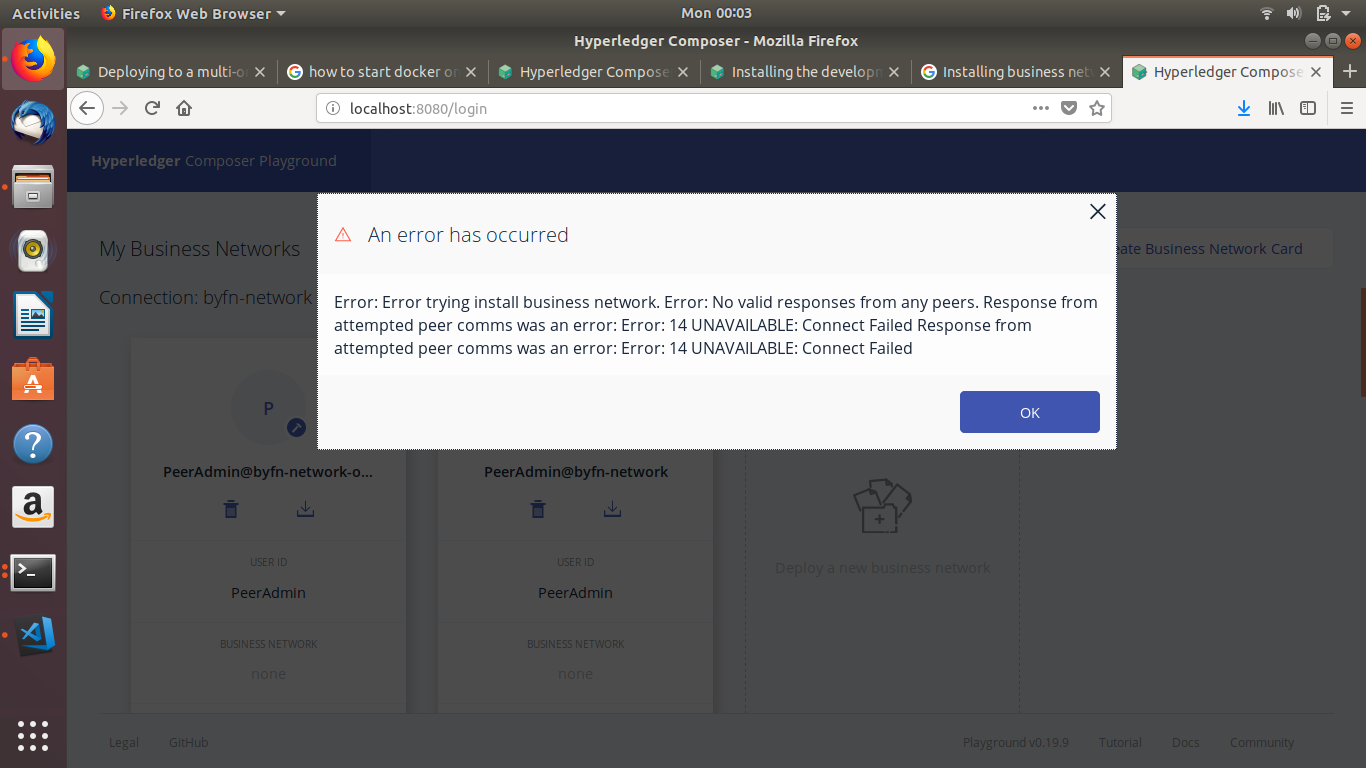 Activities
Firefox Web Browser
Mon 00:03
Hyperledger Composer - Mozilla Firefox
Deploying to a multi-o
how to start docker or
Hyperledger Compose
Installing the developm
Installing business net
Hyperledger Compose
localhost:8080/login
Hyperledger Composer Playground
An error has occurred
My Business Networks
ate Business Network Card
Connection: byfn-network
Error: Error trying install business network. Error: No valid responses from any peers. Response from
attempted peer comms was an error: Error: 14 UNAVAILABLE: Connect Failed Response from
attempted peer comms was an error: Error: 14 UNAVAILABLE: Connect Failed
OK
P
PeerAdmin@byfn-network-o...
PeerAdmin@byfn-network
USER ID
USER ID
Deploy a new business network
PeerAdmin
PeerAdmin
BUSINESS NETWORK
BUSINESS NETWORK
none
none
Legal
GitHub
Playground v0.19.9
Tutorial
Docs
Community